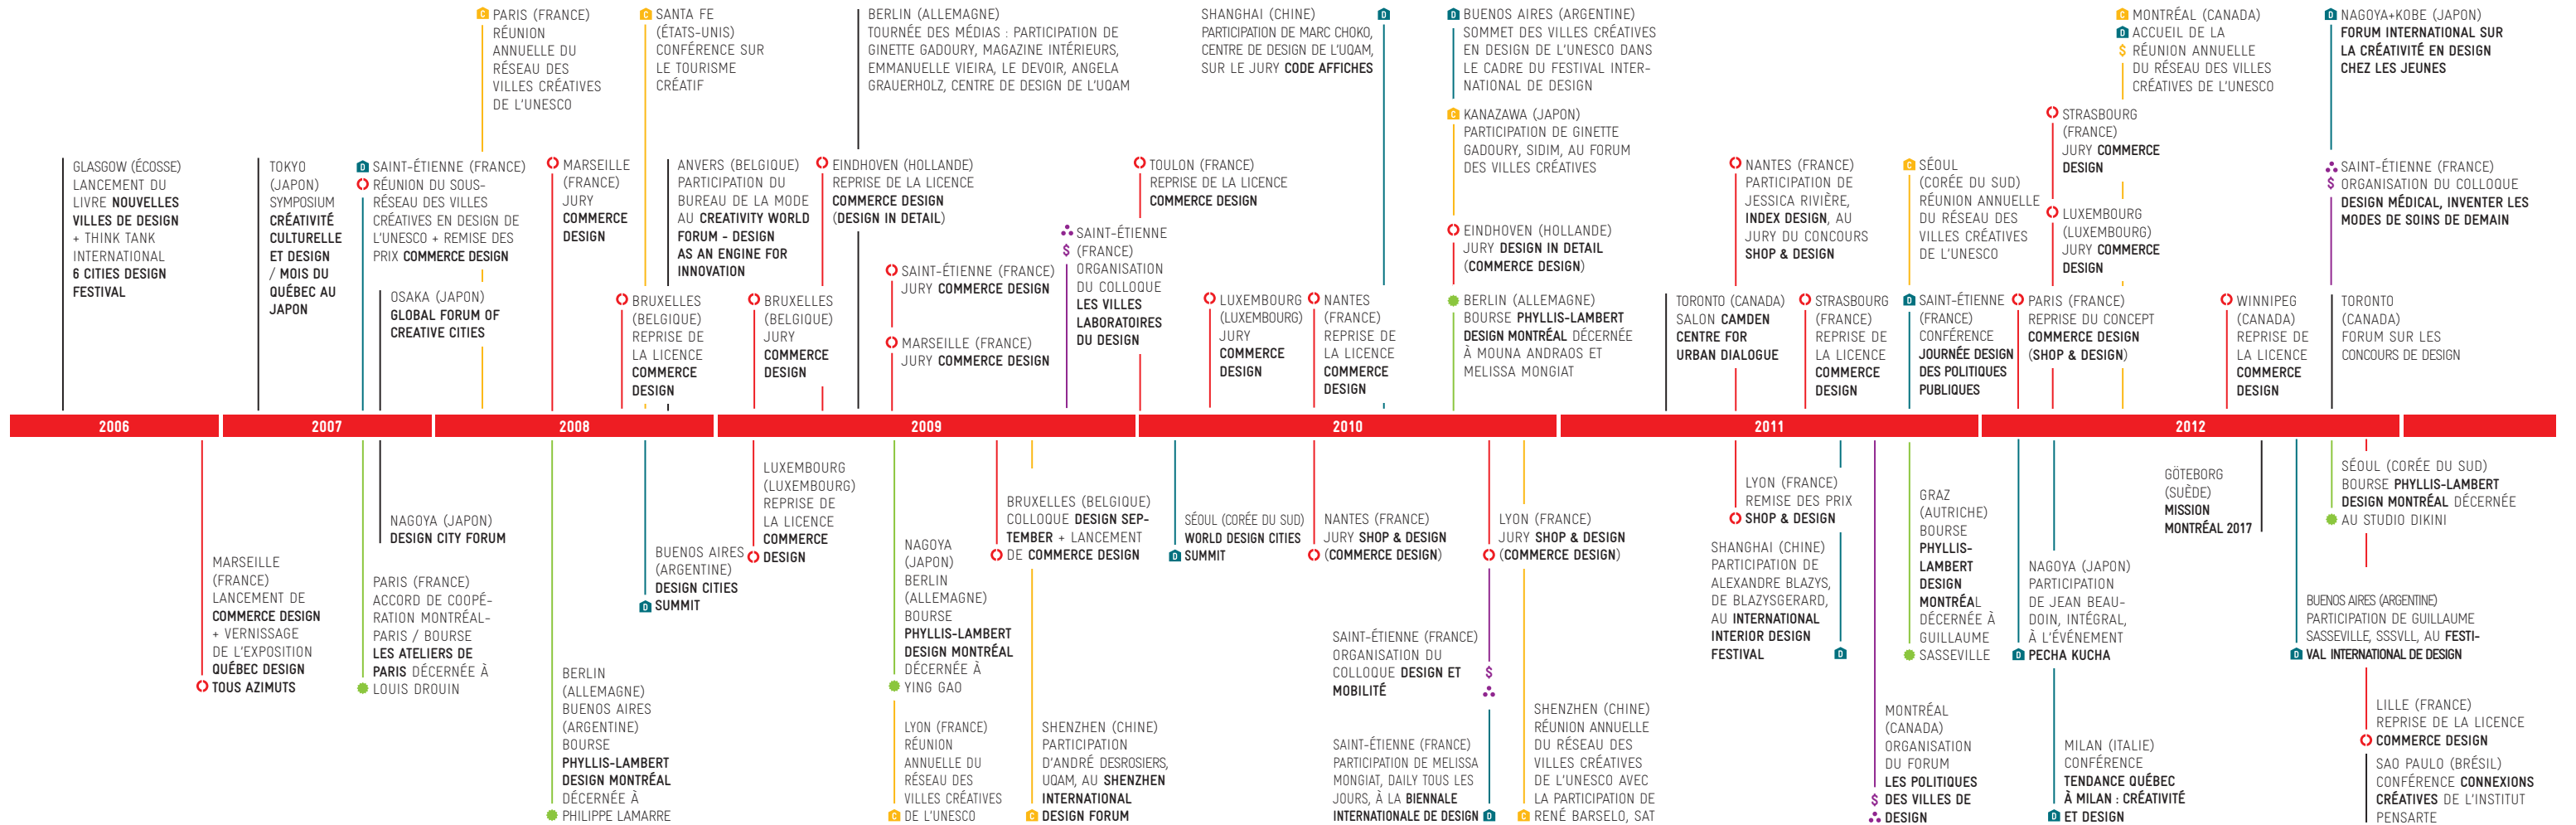 PARIS (FRANCE)
RÉUNION
ANNUELLE DU
RÉSEAU DES
VILLES CRÉATIVES
DE L'UNESCO
SANTA FE
(ÉTATS-UNIS)
CONFÉRENCE SUR
LE TOURISME
CRÉATIF
BERLIN (ALLEMAGNE)
TOURNÉE DES MÉDIAS : PARTICIPATION DE
GINETTE GADOURY, MAGAZINE INTÉRIEURS,
EMMANUELLE VIEIRA, LE DEVOIR, ANGELA
GRAUERHOLZ, CENTRE DE DESIGN DE L'UQAM
SHANGHAI (CHINE)
PARTICIPATION DE MARC CHOKO,
CENTRE DE DESIGN DE L'UQAM,
SUR LE JURY CODE AFFICHES
BUENOS AIRES (ARGENTINE)
SOMMET DES VILLES CRÉATIVES
EN DESIGN DE L'UNESCO DANS
LE CADRE DU FESTIVAL INTER-
NATIONAL DE DESIGN
KANAZAWA (JAPON)
PARTICIPATION DE GINETTE
GADOURY, SIDIM, AU FORUM
DES VILLES CRÉATIVES
MONTRÉAL (CANADA)
ACCUEIL DE LA
RÉUNION ANNUELLE
DU RÉSEAU DES VILLES
CRÉATIVES DE L'UNESCO
NAGOYA+KOBE (JAPON)
FORUM INTERNATIONAL SUR
LA CRÉATIVITÉ EN DESIGN
CHEZ LES JEUNES
GLASGOW (ÉCOSSE)
LANCEMENT DU
LIVRE NOUVELLES
VILLES DE DESIGN
+ THINK TANK
INTERNATIONAL
6 CITIES DESIGN
FESTIVAL
TOKYO
(JAPON)
SYMPOSIUM
CRÉATIVITÉ
CULTURELLE
ET DESIGN
/ MOIS DU
QUÉBEC AU
JAPON
SAINT-ÉTIENNE (FRANCE)
RÉUNION DU SOUS-
RÉSEAU DES VILLES
CRÉATIVES EN DESIGN DE
L'UNESCO + REMISE DES
PRIX COMMERCE DESIGN
OSAKA (JAPON)
GLOBAL FORUM OF
CREATIVE CITIES
MARSEILLE
(FRANCE)
JURY
COMMERCE
DESIGN
BRUXELLES
(BELGIQUE)
REPRISE DE
LA LICENCE
COMMERCE
DESIGN
ANVERS (BELGIQUE)
PARTICIPATION DU
BUREAU DE LA MODE
AU CREATIVITY WORLD
FORUM - DESIGN
AS AN ENGINE FOR
INNOVATION
BRUXELLES
(BELGIQUE)
JURY
COMMERCE
DESIGN
EINDHOVEN (HOLLANDE)
REPRISE DE LA LICENCE
COMMERCE DESIGN
(DESIGN IN DETAIL)
SAINT-ÉTIENNE (FRANCE)
JURY COMMERCE DESIGN
MARSEILLE (FRANCE)
JURY COMMERCE DESIGN
SAINT-ÉTIENNE
(FRANCE)
ORGANISATION
DU COLLOQUE
LES VILLES
LABORATOIRES
DU DESIGN
TOULON (FRANCE)
REPRISE DE LA LICENCE
COMMERCE DESIGN
LUXEMBOURG
(LUXEMBOURG)
JURY
COMMERCE
DESIGN
NANTES
(FRANCE)
REPRISE DE
LA LICENCE
COMMERCE
DESIGN
EINDHOVEN (HOLLANDE)
JURY DESIGN IN DETAIL
(COMMERCE DESIGN)
BERLIN (ALLEMAGNE)
BOURSE PHYLLIS-LAMBERT
DESIGN MONTRÉAL DÉCERNÉE
À MOUNA ANDRAOS ET
MELISSA MONGIAT
TORONTO (CANADA)
SALON CAMDEN
CENTRE FOR
URBAN DIALOGUE
NANTES (FRANCE)
PARTICIPATION DE
JESSICA RIVIÈRE,
INDEX DESIGN, AU
JURY DU CONCOURS
SHOP & DESIGN
STRASBOURG
(FRANCE)
REPRISE DE
LA LICENCE
COMMERCE
DESIGN
SÉOUL
(CORÉE DU SUD)
RÉUNION ANNUELLE
DU RÉSEAU DES
VILLES CRÉATIVES
DE L'UNESCO
SAINT-ÉTIENNE
(FRANCE)
CONFÉRENCE
JOURNÉE DESIGN
DES POLITIQUES
PUBLIQUES
STRASBOURG
(FRANCE)
JURY COMMERCE
DESIGN
LUXEMBOURG
(LUXEMBOURG)
JURY COMMERCE
DESIGN
PARIS (FRANCE)
REPRISE DU CONCEPT
COMMERCE DESIGN
(SHOP & DESIGN)
WINNIPEG
(CANADA)
REPRISE DE
LA LICENCE
COMMERCE
DESIGN
SAINT-ÉTIENNE (FRANCE)
ORGANISATION DU COLLOQUE
DESIGN MÉDICAL, INVENTER LES
MODES DE SOINS DE DEMAIN
TORONTO
(CANADA)
FORUM SUR LES
CONCOURS DE DESIGN
2006 2007 2008 2009 2010 2011 2012
MARSEILLE
(FRANCE)
LANCEMENT DE
COMMERCE DESIGN
+ VERNISSAGE
DE L'EXPOSITION
QUÉBEC DESIGN
TOUS AZIMUTS
NAGOYA (JAPON)
DESIGN CITY FORUM
PARIS (FRANCE)
ACCORD DE COOPÉ-
RATION MONTRÉAL-
PARIS / BOURSE
LES ATELIERS DE
PARIS DÉCERNÉE À
LOUIS DROUIN
BERLIN
(ALLEMAGNE)
BUENOS AIRES
(ARGENTINE)
BOURSE
PHYLLIS-LAMBERT
DESIGN MONTRÉAL
DÉCERNÉE À
PHILIPPE LAMARRE
BUENOS AIRES
(ARGENTINE)
DESIGN CITIES
SUMMIT
LUXEMBOURG
(LUXEMBOURG)
REPRISE DE
LA LICENCE
COMMERCE
DESIGN
NAGOYA
(JAPON)
BERLIN
(ALLEMAGNE)
BOURSE
PHYLLIS-LAMBERT
DESIGN MONTRÉAL
DÉCERNÉE À
YING GAO
LYON (FRANCE)
RÉUNION
ANNUELLE DU
RÉSEAU DES
VILLES CRÉATIVES
DE L'UNESCO
BRUXELLES (BELGIQUE)
COLLOQUE DESIGN SEP-
TEMBER + LANCEMENT
DE COMMERCE DESIGN
SHENZHEN (CHINE)
PARTICIPATION
D'ANDRÉ DESROSIERS,
UQAM, AU SHENZHEN
INTERNATIONAL
DESIGN FORUM
SÉOUL (CORÉE DU SUD)
WORLD DESIGN CITIES
SUMMIT
NANTES (FRANCE)
JURY SHOP & DESIGN
(COMMERCE DESIGN)
SAINT-ÉTIENNE (FRANCE)
ORGANISATION DU
COLLOQUE DESIGN ET
MOBILITÉ
SAINT-ÉTIENNE (FRANCE)
PARTICIPATION DE MELISSA
MONGIAT, DAILY TOUS LES
JOURS, À LA BIENNALE
INTERNATIONALE DE DESIGN
LYON (FRANCE)
JURY SHOP & DESIGN
(COMMERCE DESIGN)
SHENZHEN (CHINE)
RÉUNION ANNUELLE
DU RÉSEAU DES
VILLES CRÉATIVES
DE L'UNESCO AVEC
LA PARTICIPATION DE
RENÉ BARSELO, SAT
LYON (FRANCE)
REMISE DES PRIX
SHOP & DESIGN
SHANGHAI (CHINE)
PARTICIPATION DE
ALEXANDRE BLAZYS,
DE BLAZYSGERARD,
AU INTERNATIONAL
INTERIOR DESIGN
FESTIVAL
MONTRÉAL
(CANADA)
ORGANISATION
DU FORUM
LES POLITIQUES
DES VILLES DE
DESIGN
GRAZ
(AUTRICHE)
BOURSE
PHYLLIS-
LAMBERT
DESIGN
MONTRÉAL
DÉCERNÉE À
GUILLAUME
SASSEVILLE
NAGOYA (JAPON)
PARTICIPATION
DE JEAN BEAU-
DOIN, INTÉGRAL,
À L'ÉVÉNEMENT
PECHA KUCHA
MILAN (ITALIE)
CONFÉRENCE
TENDANCE QUÉBEC
À MILAN : CRÉATIVITÉ
ET DESIGN
GÖTEBORG
(SUÈDE)
MISSION
MONTRÉAL 2017
BUENOS AIRES (ARGENTINE)
PARTICIPATION DE GUILLAUME
SASSEVILLE, SSSVLL, AU FESTI-
VAL INTERNATIONAL DE DESIGN
SÉOUL (CORÉE DU SUD)
BOURSE PHYLLIS-LAMBERT
DESIGN MONTRÉAL DÉCERNÉE
AU STUDIO DIKINI
LILLE (FRANCE)
REPRISE DE LA LICENCE
COMMERCE DESIGN
SAO PAULO (BRÉSIL)
CONFÉRENCE CONNEXIONS
CRÉATIVES DE L'INSTITUT
PENSARTE